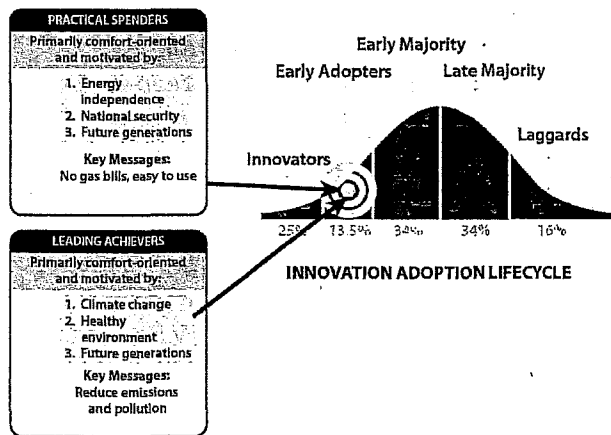 PRACTICAL SPENDERS
Primarily comfort-oriented
and motivated by:
1. Energy
independence
2. National security
3. Future generations
Key Messages:
No gas bills, easy to use
LEADING ACHIEVERS
Primarily comfort-oriented
and motivated by:
1. Climate change
2. Healthy
environment
3. Future generations
Key Messages:
Reduce emissions
and pollution
Early Majority
Early Adopters
Late Majority
Laggards
Innovators
25%
13.5%
34%
34%
16%
INNOVATION ADOPTION LIFECYCLE